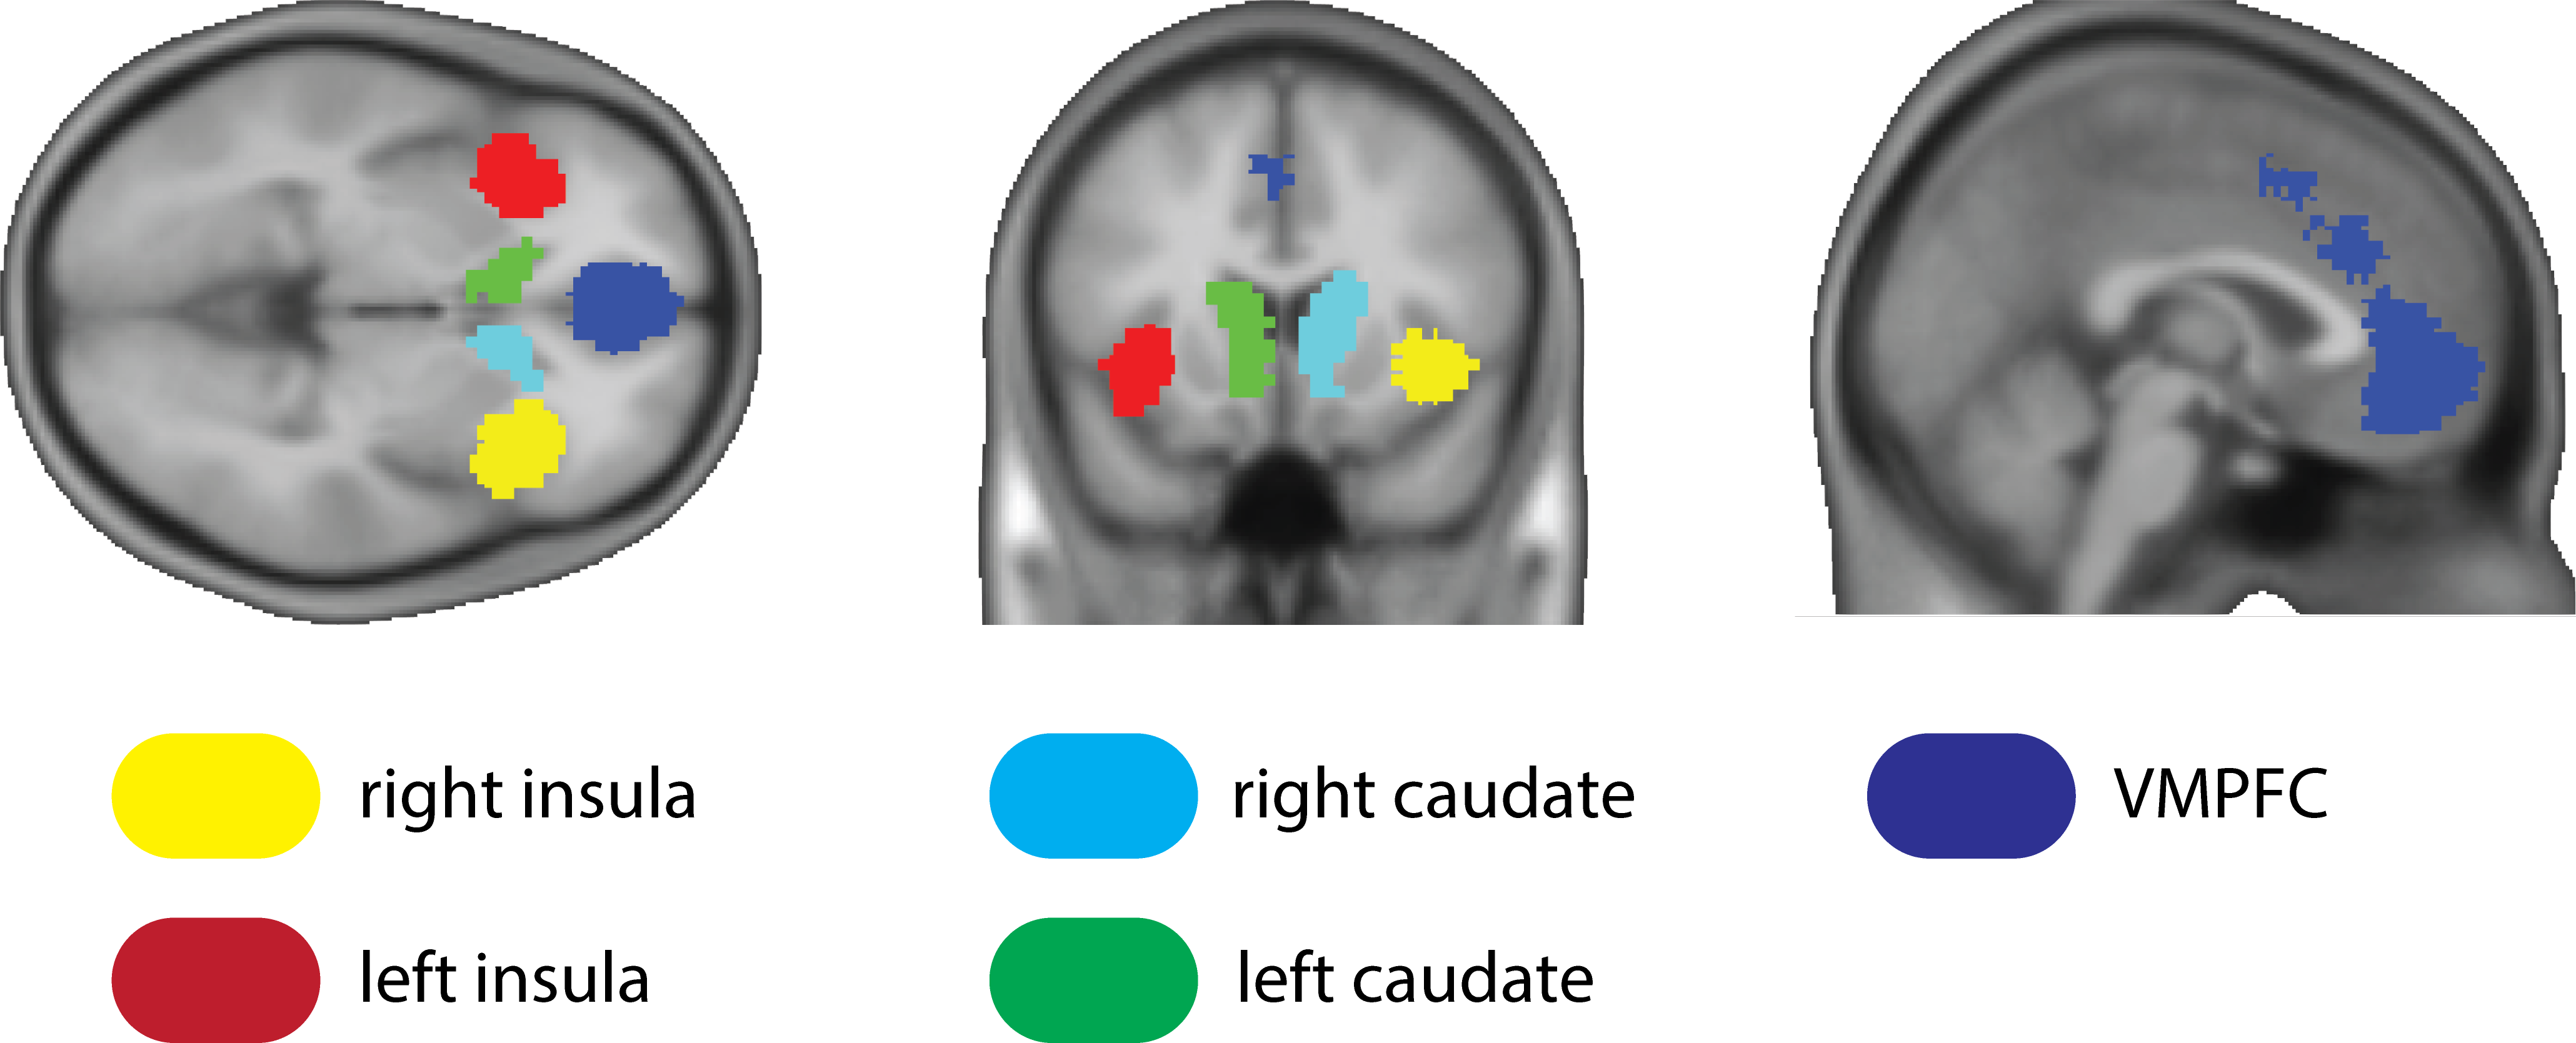 right insula
right caudate
VMPFC
left insula
left caudate